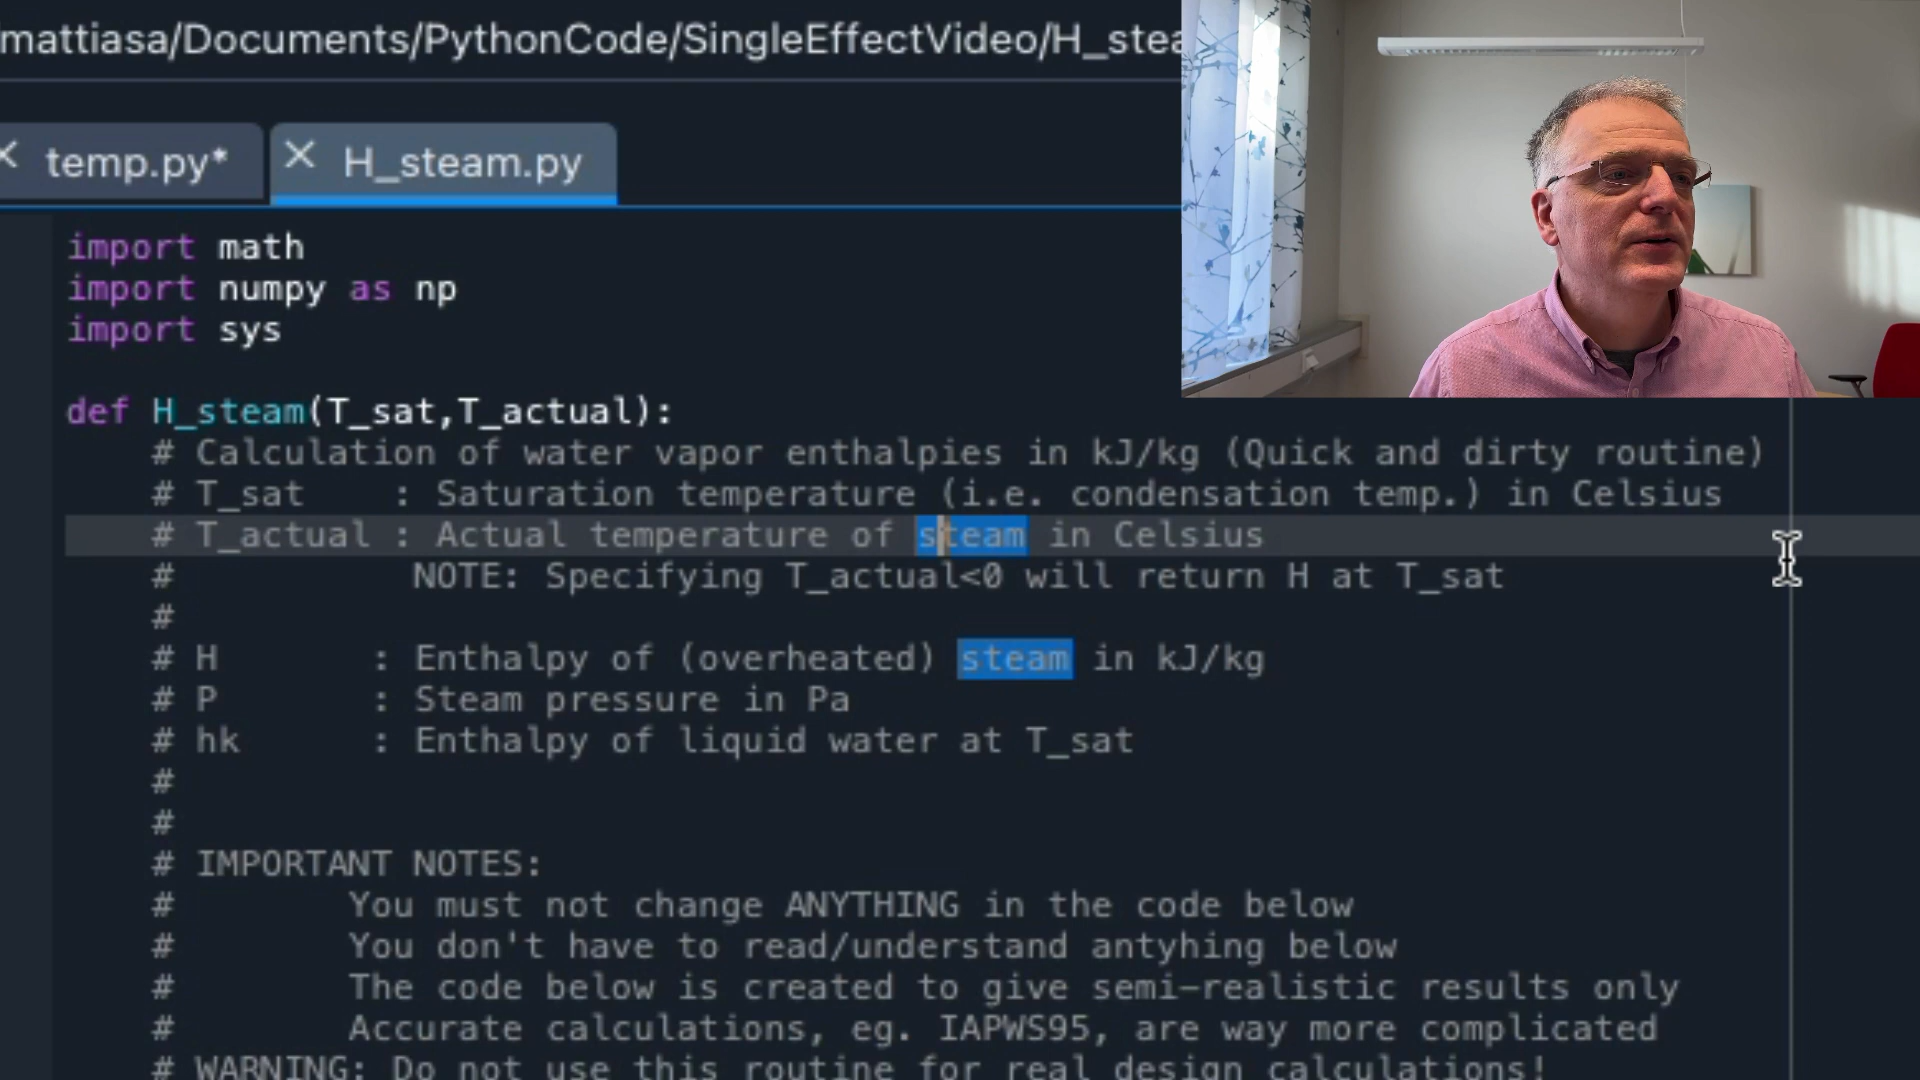 mattiasa/Documents/PythonCode/SingleEffectVideo/H_stea
temp.py* H_steam.py
import math
import numpy as np
import sys
def H_steam(T_sat,T_actual):
# Calculation of water vapor enthalpies in kJ/kg (Quick and dirty routine)
# T_sat : Saturation temperature (i.e. condensation temp.) in Celsius
# T_actual : Actual temperature of steam in Celsius
# NOTE: Specifying T_actual<0 will return H at T_sat
#
# H : Enthalpy of (overheated) steam in kJ/kg
# P : Steam pressure in Pa
# hk : Enthalpy of liquid water at T_sat
#
#
# IMPORTANT NOTES:
# You must not change ANYTHING in the code below
# You don't have to read/understand antyhing below
# The code below is created to give semi-realistic results only
# Accurate calculations, eg. IAPWS95, are way more complicated
# WARNING: Do not use this routine for real design calculations!